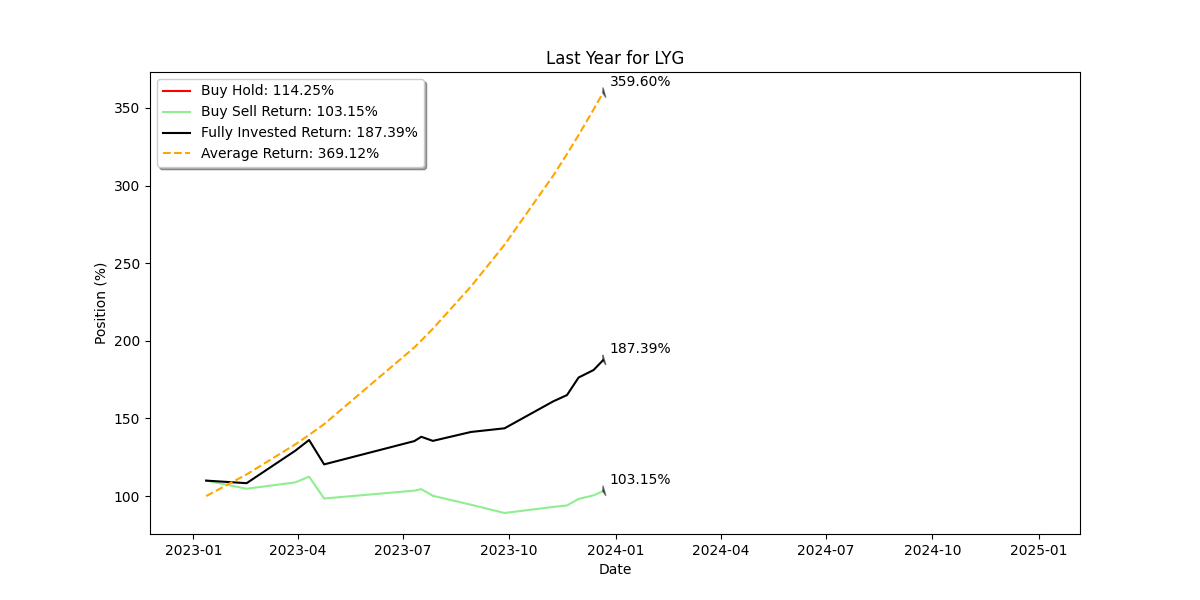 Last Year for LYG
Buy Hold: 114.25%
Buy Sell Return: 103.15%
Fully Invested Return: 187.39%
Average Return: 369.12%
359.60%
187.39%
103.15%
Position (%)
350
300
250
200
150
100
2023-01 2023-04 2023-07 2023-10 2024-01 2024-04 2024-07 2024-10 2025-01
Date